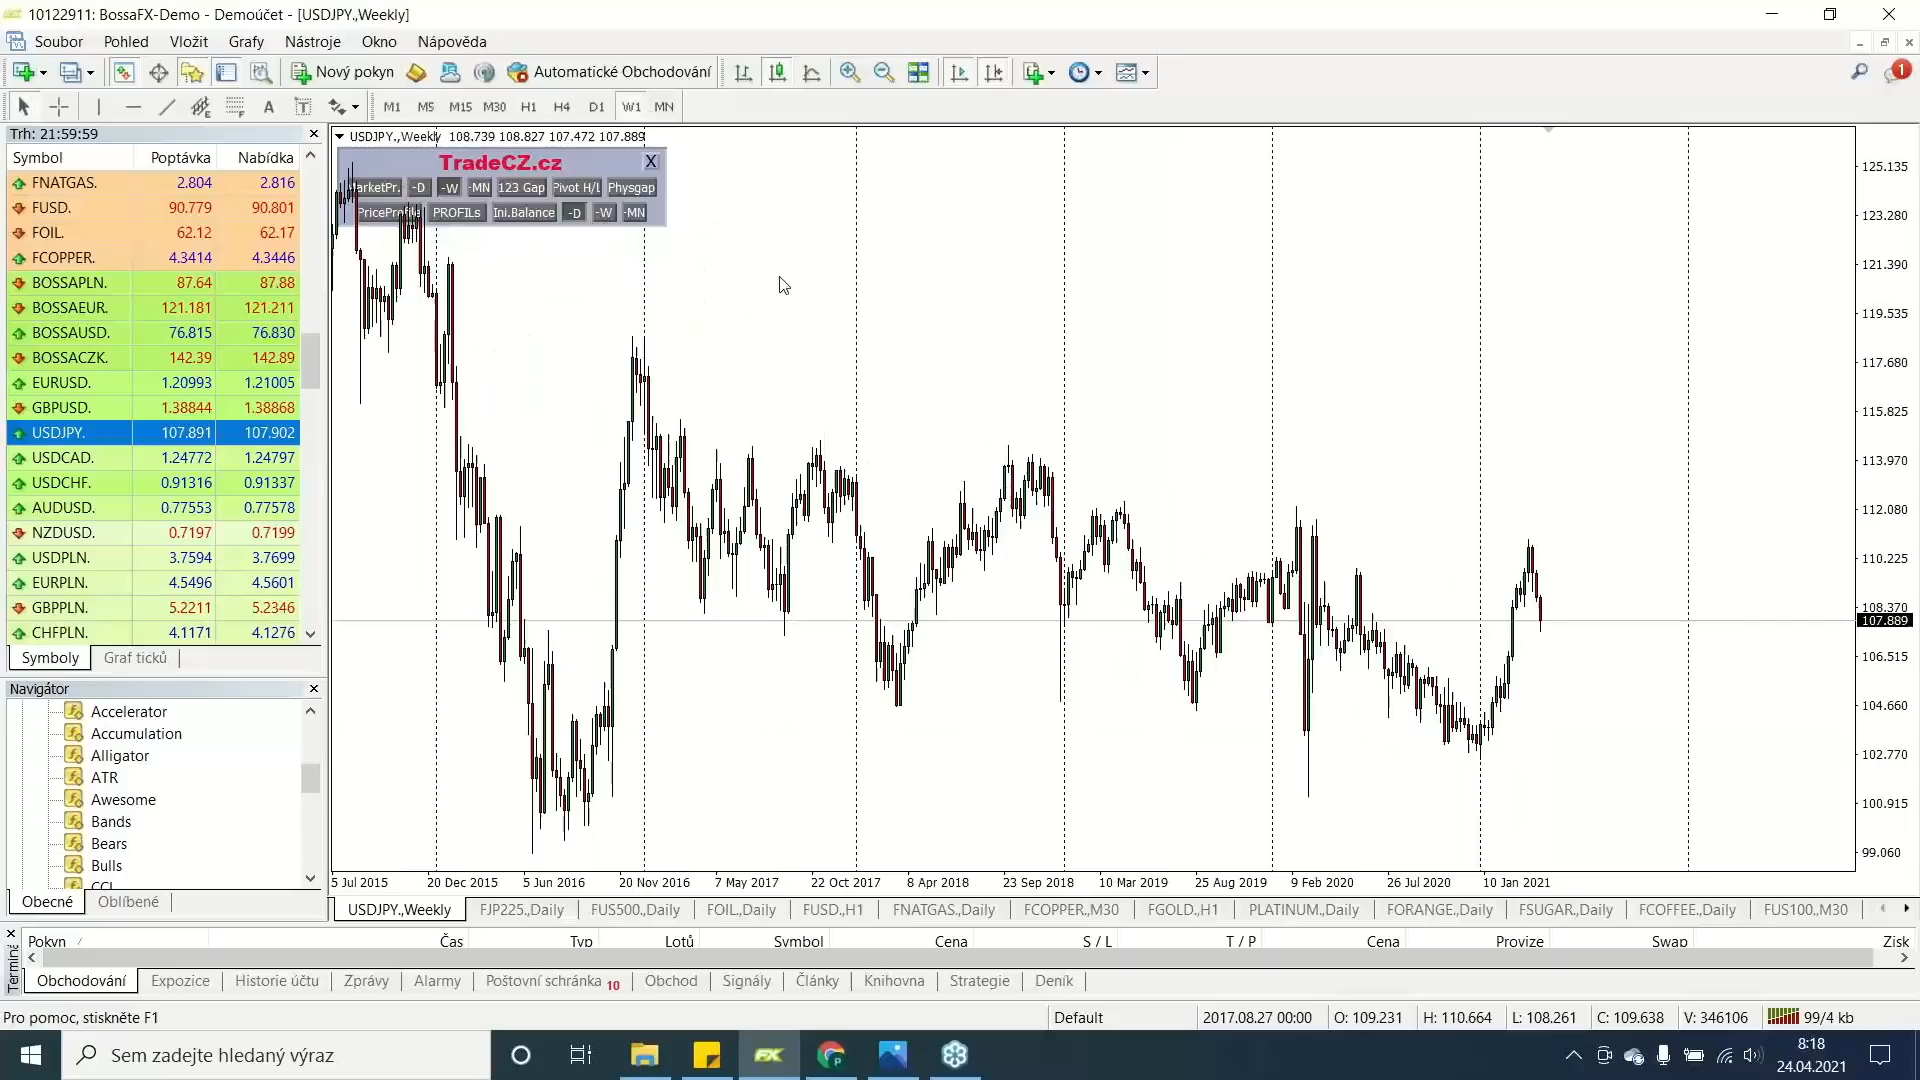 10122911: BossaFX-Demo - Demoúčet - [USDJPY.,Weekly]
Soubor Pohled Vložit Grafy Nástroje Okno Nápověda
Nový pokyn Automatické Obchodování 1
M1 M5 M15 M30 H1 H4 D1 W1 MN
Trh: 21:59:59
Symbol Poptávka Nabídka
FNATGAS. 2.804 2.816
FUSD. 90.779 90.801
FOIL. 62.12 62.17
FCOPPER. 4.3414 4.3446
BOSSAPLN. 87.64 87.88
BOSSAEUR. 121.181 121.211
BOSSAUSD. 76.815 76.830
BOSSACZK. 142.39 142.89
EURUSD. 1.20993 1.21005
GBPUSD. 1.38844 1.38868
USDJPY. 107.891 107.902
USDCAD. 1.24772 1.24797
USDCHF. 0.91316 0.91337
AUDUSD. 0.77553 0.77578
NZDUSD. 0.7197 0.7199
USDPLN. 3.7594 3.7699
EURPLN. 4.5496 4.5601
GBPPLN. 5.2211 5.2346
CHFPLN. 4.1171 4.1276
Symboly Graf ticků
Navigátor
Accelerator
Accumulation
Alligator
ATR
Awesome
Bands
Bears
Bulls
CCI
Obecné Oblíbené
USDJPY.,Weekly 108.739 108.827 107.472 107.889
TradeCZ.cz X
MarketPr. -D -W -MN 123 Gap Pivot H/L Physgap
PriceProfile PROFILs Ini.Balance -D -W -MN
125.135
123.280
121.390
119.535
117.680
115.825
113.970
112.080
110.225
108.370
107.889
106.515
104.660
102.770
100.915
99.060
5 Jul 2015 20 Dec 2015 5 Jun 2016 20 Nov 2016 7 May 2017 22 Oct 2017 8 Apr 2018 23 Sep 2018 10 Mar 2019 25 Aug 2019 9 Feb 2020 26 Jul 2020 10 Jan 2021
USDJPY.,Weekly FJP225.,Daily FUS500.,Daily FOIL.,Daily FUSD.,H1 FNATGAS.,Daily FCOPPER.,M30 FGOLD.,H1 PLATINUM.,Daily FORANGE.,Daily FSUGAR.,Daily FCOFFEE.,Daily FUS100.,M30
Pokyn Čas Typ Lotů Symbol Cena S / L T / P Cena Provize Swap Zisk
Obchodování Expozice Historie účtu Zprávy Alarmy Poštovní schránka 10 Obchod Signály Články Knihovna Strategie Deník
Pro pomoc, stiskněte F1 Default 2017.08.27 00:00 O: 109.231 H: 110.664 L: 108.261 C: 109.638 V: 346106 99/4 kb
Sem zadejte hledaný výraz FX
8:18
24.04.2021